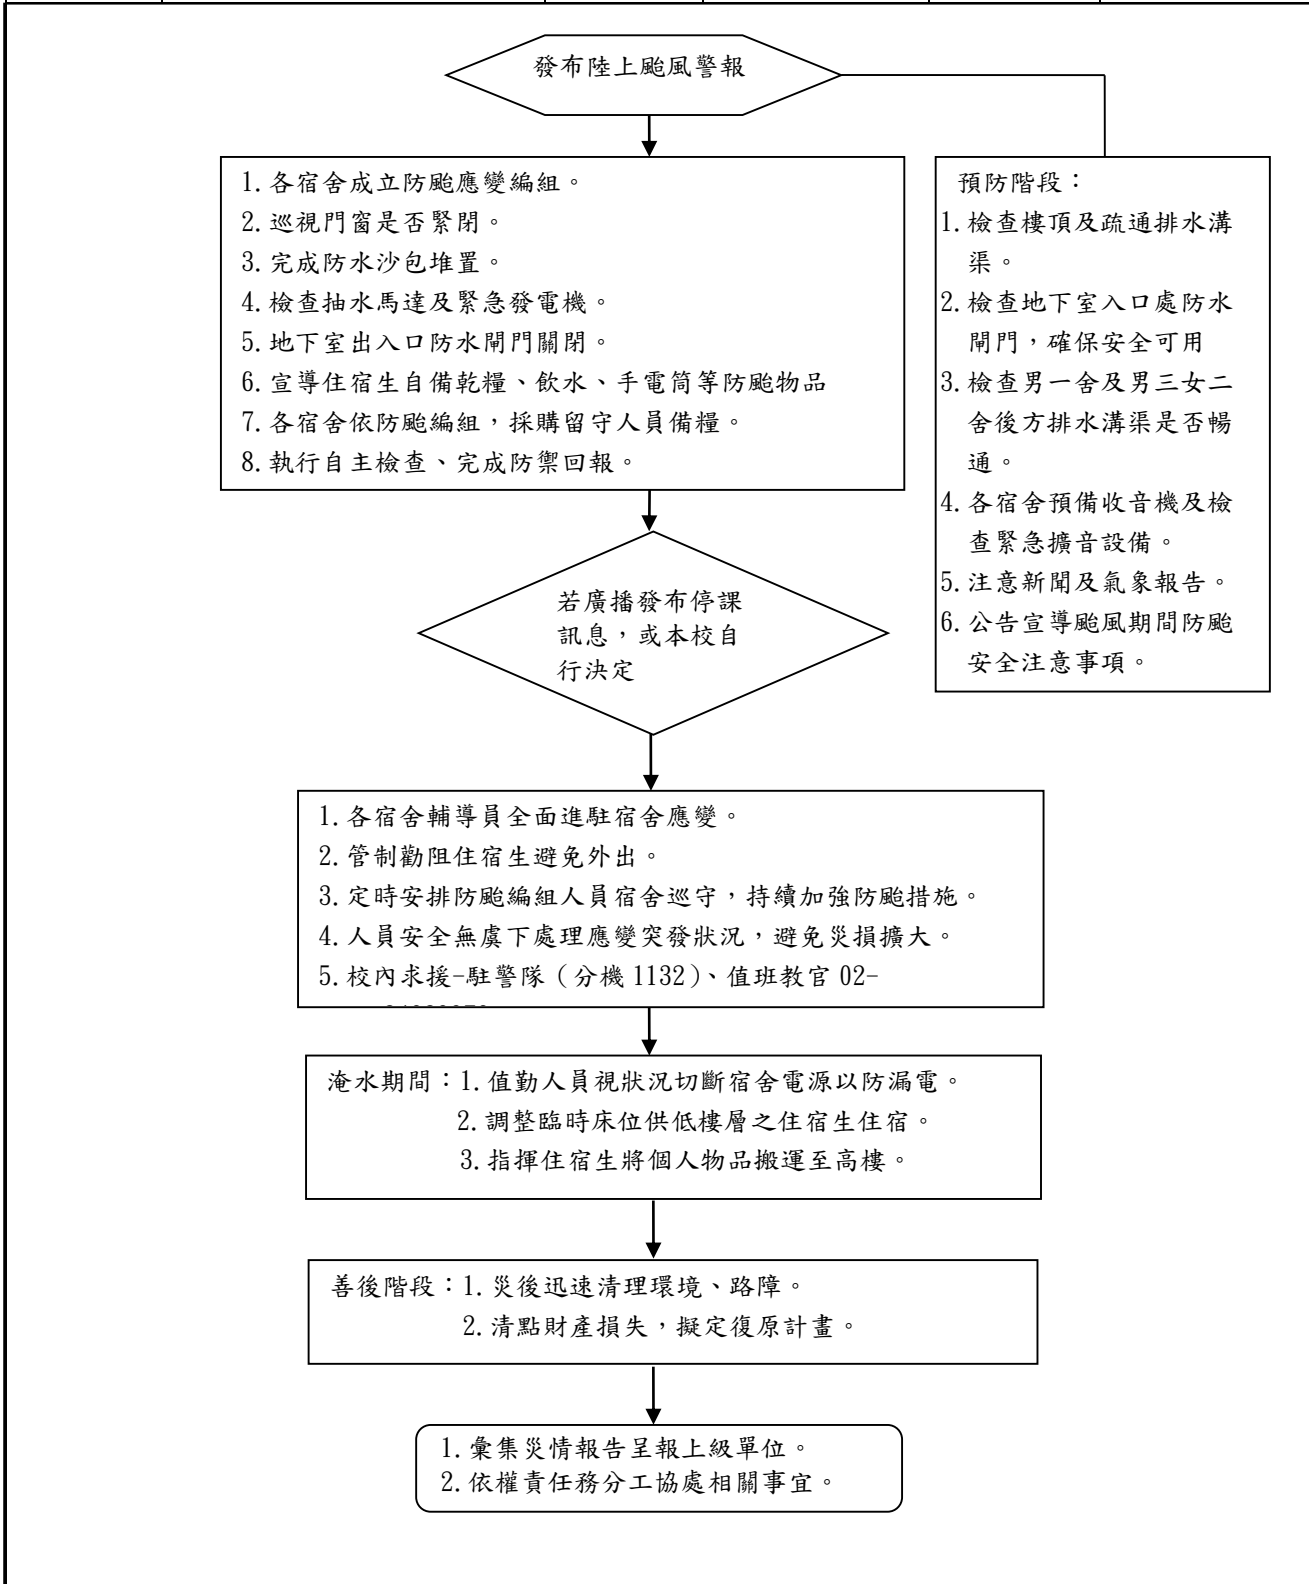 發布陸上颱風警報
1.各宿舍成立防颱應變編組。
2.巡視門窗是否緊閉。
3.完成防水沙包堆置。
4.檢查抽水馬達及緊急發電機。
5.地下室出入口防水閘門關閉。
6.宣導住宿生自備乾糧、飲水、手電筒等防颱物品
7.各宿舍依防颱編組，採購留守人員備糧。
8.執行自主檢查、完成防禦回報。
預防階段：
1.檢查樓頂及疏通排水溝
渠。
2.檢查地下室入口處防水
閘門，確保安全可用
3.檢查男一舍及男三女二
舍後方排水溝渠是否暢
通。
4.各宿舍預備收音機及檢
查緊急擴音設備。
5.注意新聞及氣象報告。
6.公告宣導颱風期間防颱
安全注意事項。
若廣播發布停課
訊息，或本校自
行決定
1.各宿舍輔導員全面進駐宿舍應變。
2.管制勸阻住宿生避免外出。
3.定時安排防颱編組人員宿舍巡守，持續加強防颱措施。
4.人員安全無虞下處理應變突發狀況，避免災損擴大。
5.校內求援-駐警隊（分機 1132）、值班教官 02-
淹水期間：1.值勤人員視狀況切斷宿舍電源以防漏電。
2.調整臨時床位供低樓層之住宿生住宿。
3.指揮住宿生將個人物品搬運至高樓。
善後階段：1.災後迅速清理環境、路障。
2.清點財產損失，擬定復原計畫。
1.彙集災情報告呈報上級單位。
2.依權責任務分工協處相關事宜。